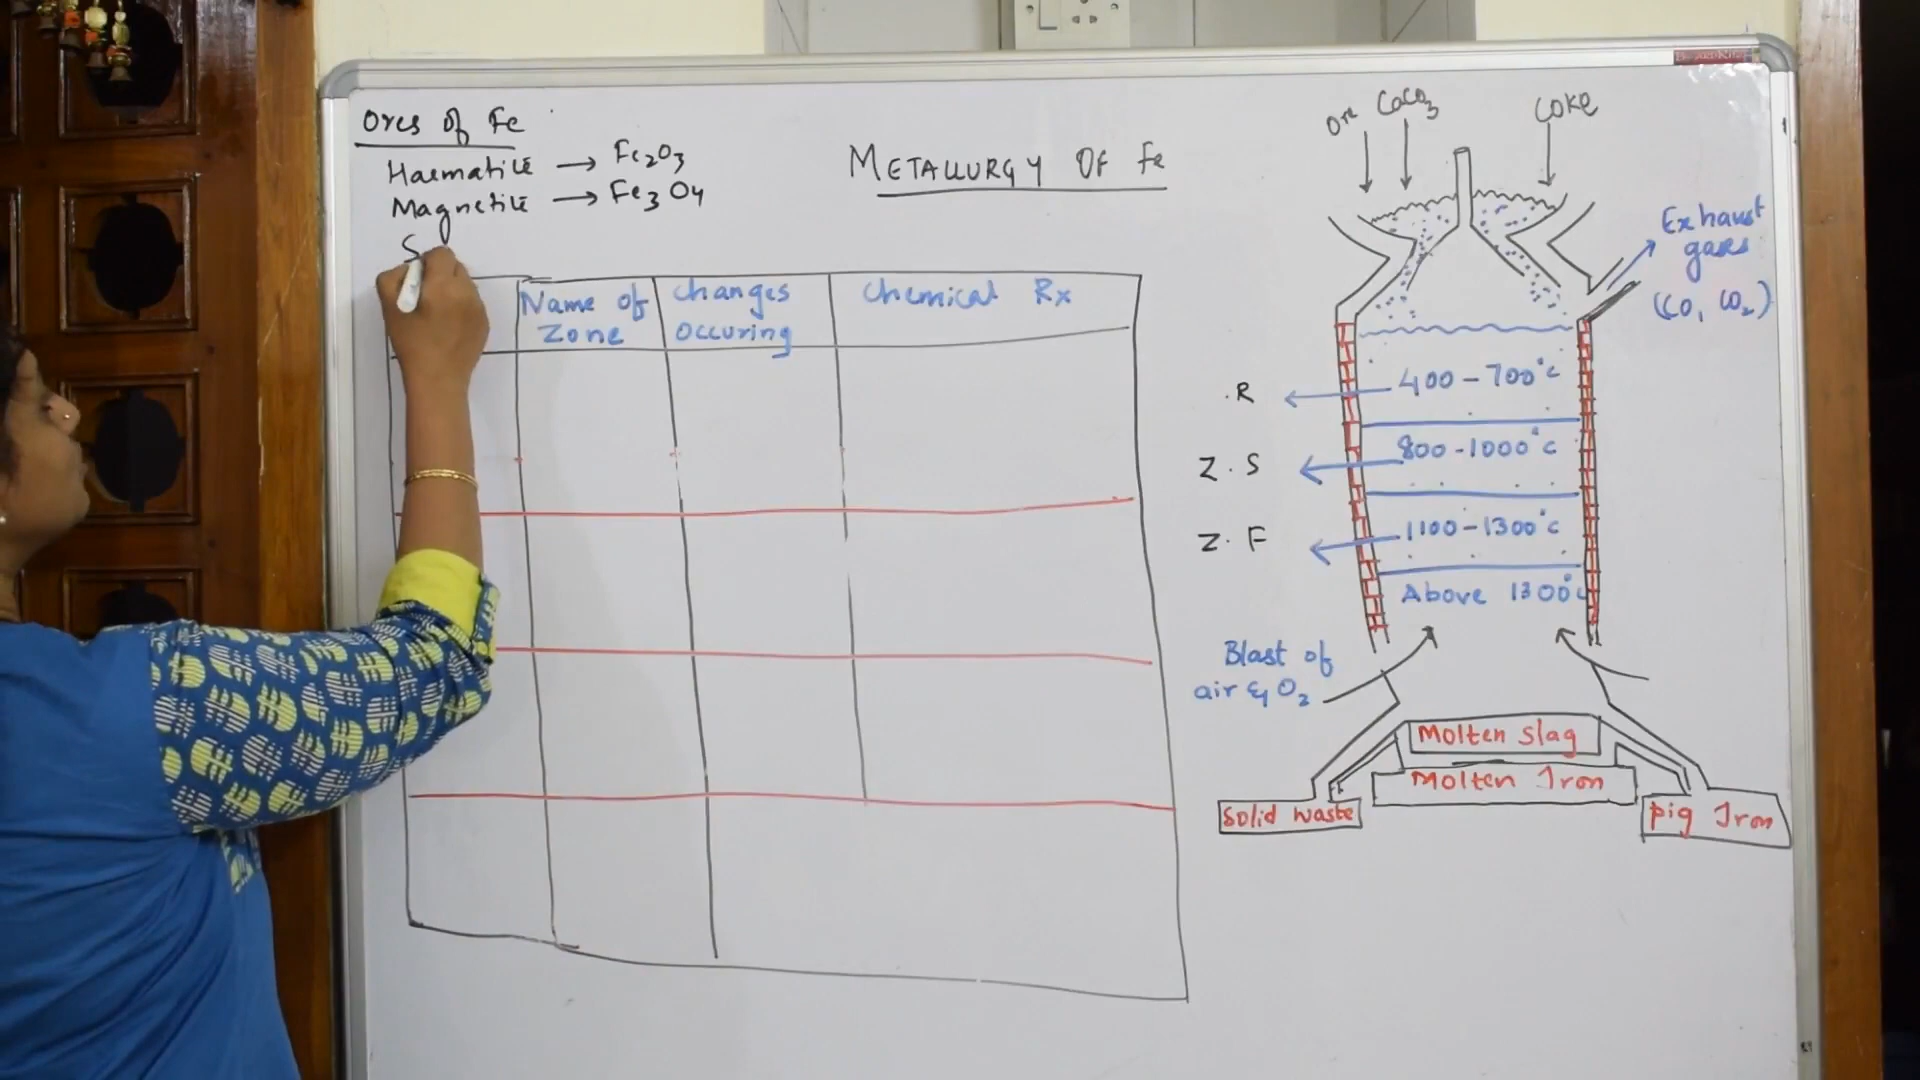 Ores of Fe
Haematite → Fe2O3
Magnetite → Fe3O4
S
METALLURGY OF Fe
Name of Zone
Changes Occuring
Chemical Rx
Ore CaCO3
Coke
Exhaust
gases
(CO, CO2)
.R ← 400-700°C
Z.S ← 800-1000°C
Z.F ← 1100-1300°C
Above 1300°C
Blast of
air & O2
Molten Slag
Molten Iron
Solid waste
pig Iron